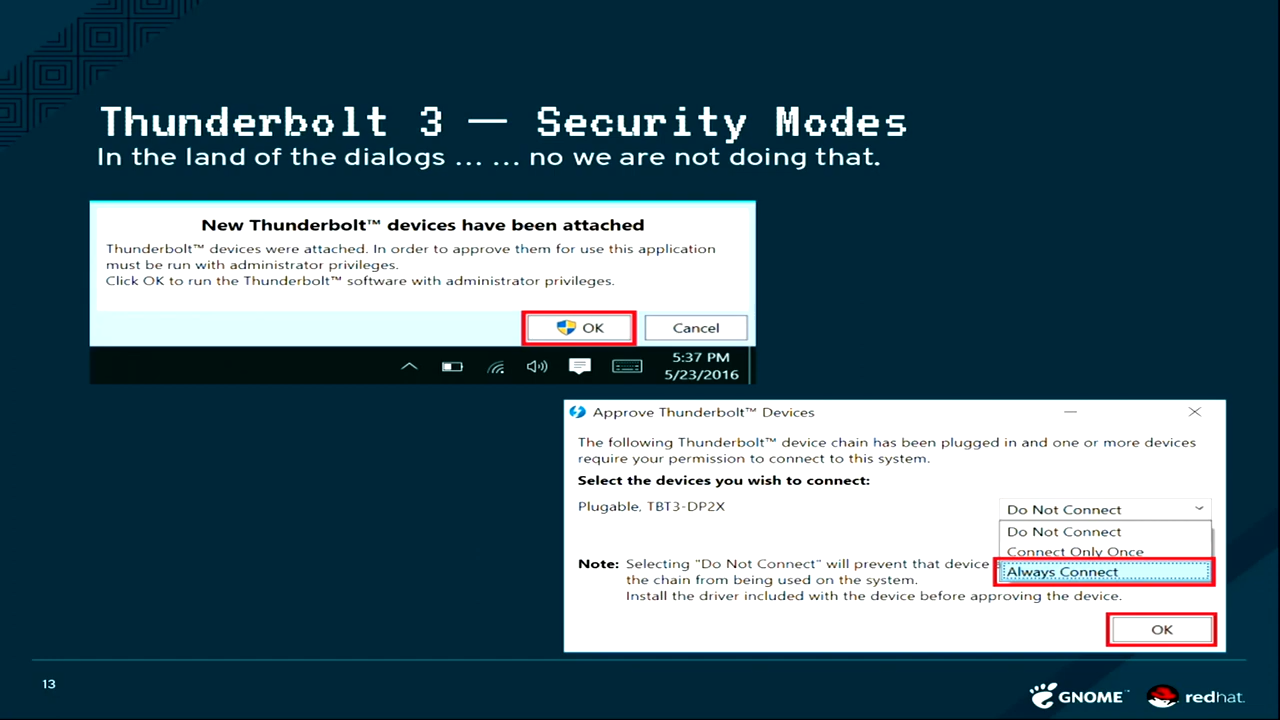 Thunderbolt 3 — Security Modes
In the land of the dialogs ... ... no we are not doing that.
New Thunderbolt™ devices have been attached
Thunderbolt™ devices were attached. In order to approve them for use this application
must be run with administrator privileges.
Click OK to run the Thunderbolt™ software with administrator privileges.
OK
Cancel
5:37 PM
5/23/2016
Approve Thunderbolt™ Devices
The following Thunderbolt™ device chain has been plugged in and one or more devices
require your permission to connect to this system.
Select the devices you wish to connect:
Plugable, TBT3-DP2X
Do Not Connect
Do Not Connect
Connect Only Once
Always Connect
Note: Selecting "Do Not Connect" will prevent that device
the chain from being used on the system.
Install the driver included with the device before approving the device.
OK
13
GNOME™
redhat.